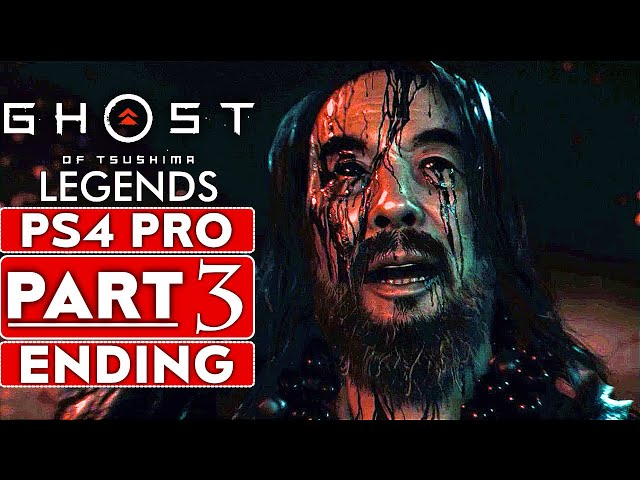 GHOST
OF TSUSHIMA
LEGENDS
PS4 PRO
PART 3
ENDING